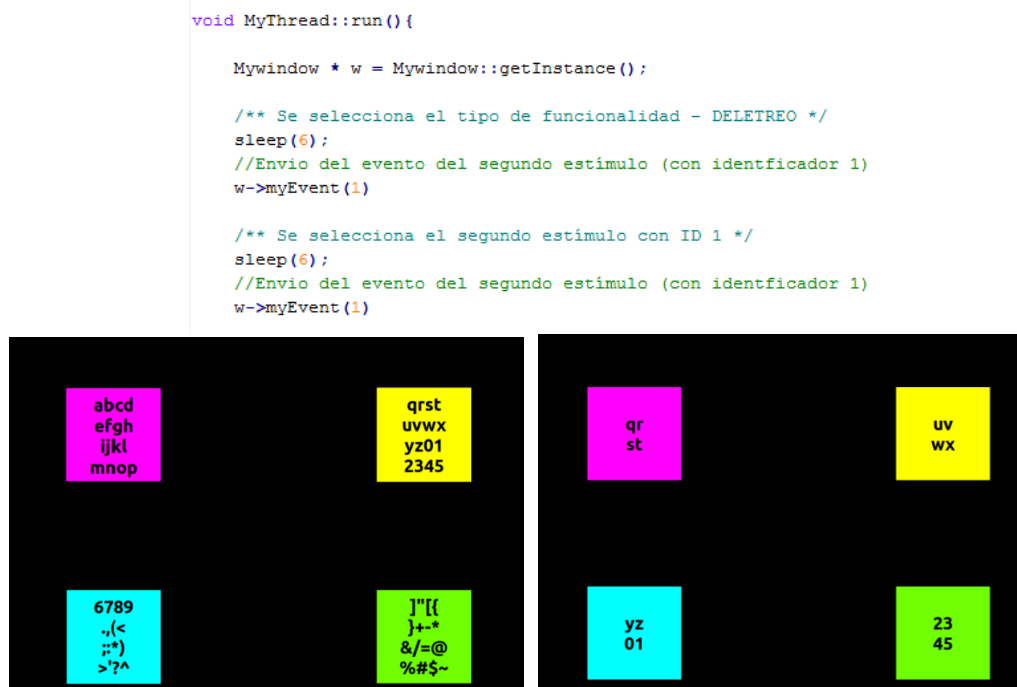 void MyThread::run(){
Mywindow * w = Mywindow::getInstance();
/** Se selecciona el tipo de funcionalidad - DELETREO */
sleep(6);
//Envio del evento del segundo estímulo (con identficador 1)
w->myEvent(1)
/** Se selecciona el segundo estímulo con ID 1 */
sleep(6);
//Envio del evento del segundo estímulo (con identficador 1)
w->myEvent(1)
abcd
efgh
ijkl
mnop
qrst
uvwx
yz01
2345
6789
.,(<
;:*)
>'?^
]"[{
}+-*
&/=@
%#$~
qr
st
uv
wx
yz
01
23
45